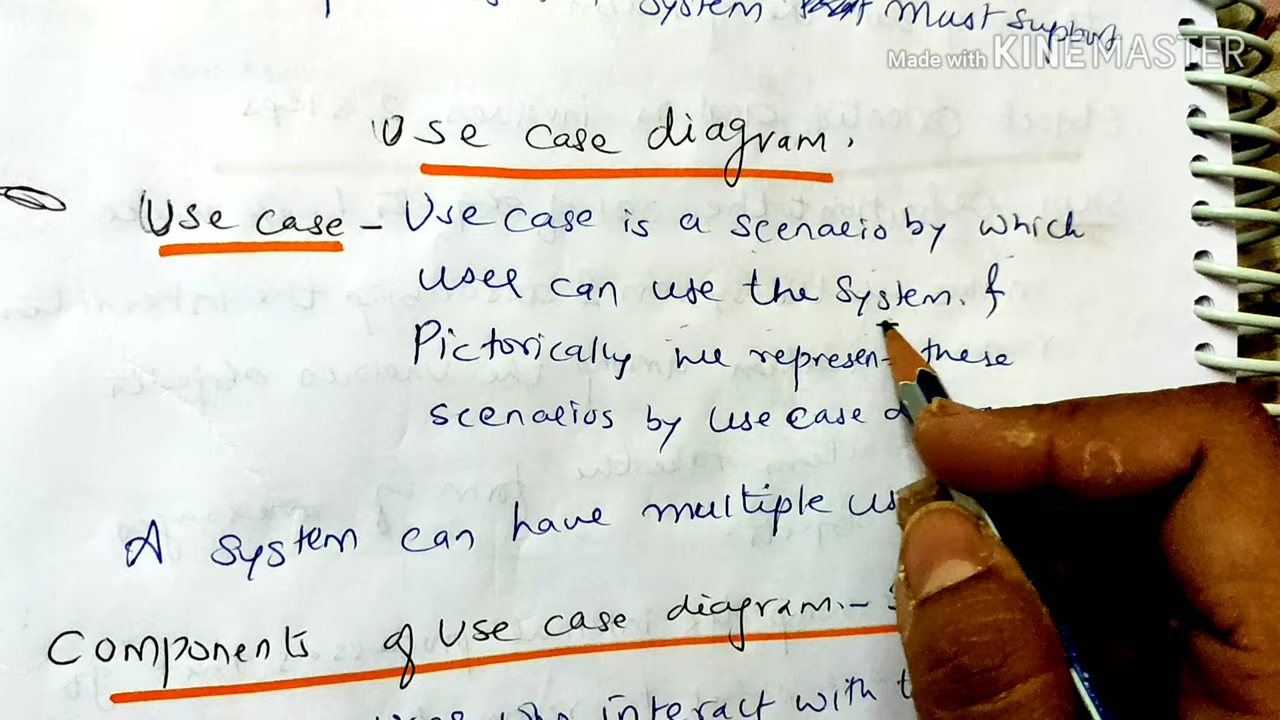 system must support
Made with KINEMASTER
Use case diagram.
Use case - Use case is a scenario by which
user can use the system. &
Pictorically we represent these
scenarios by use case
A system can have multiple
Components of use case diagram. -
who interact with